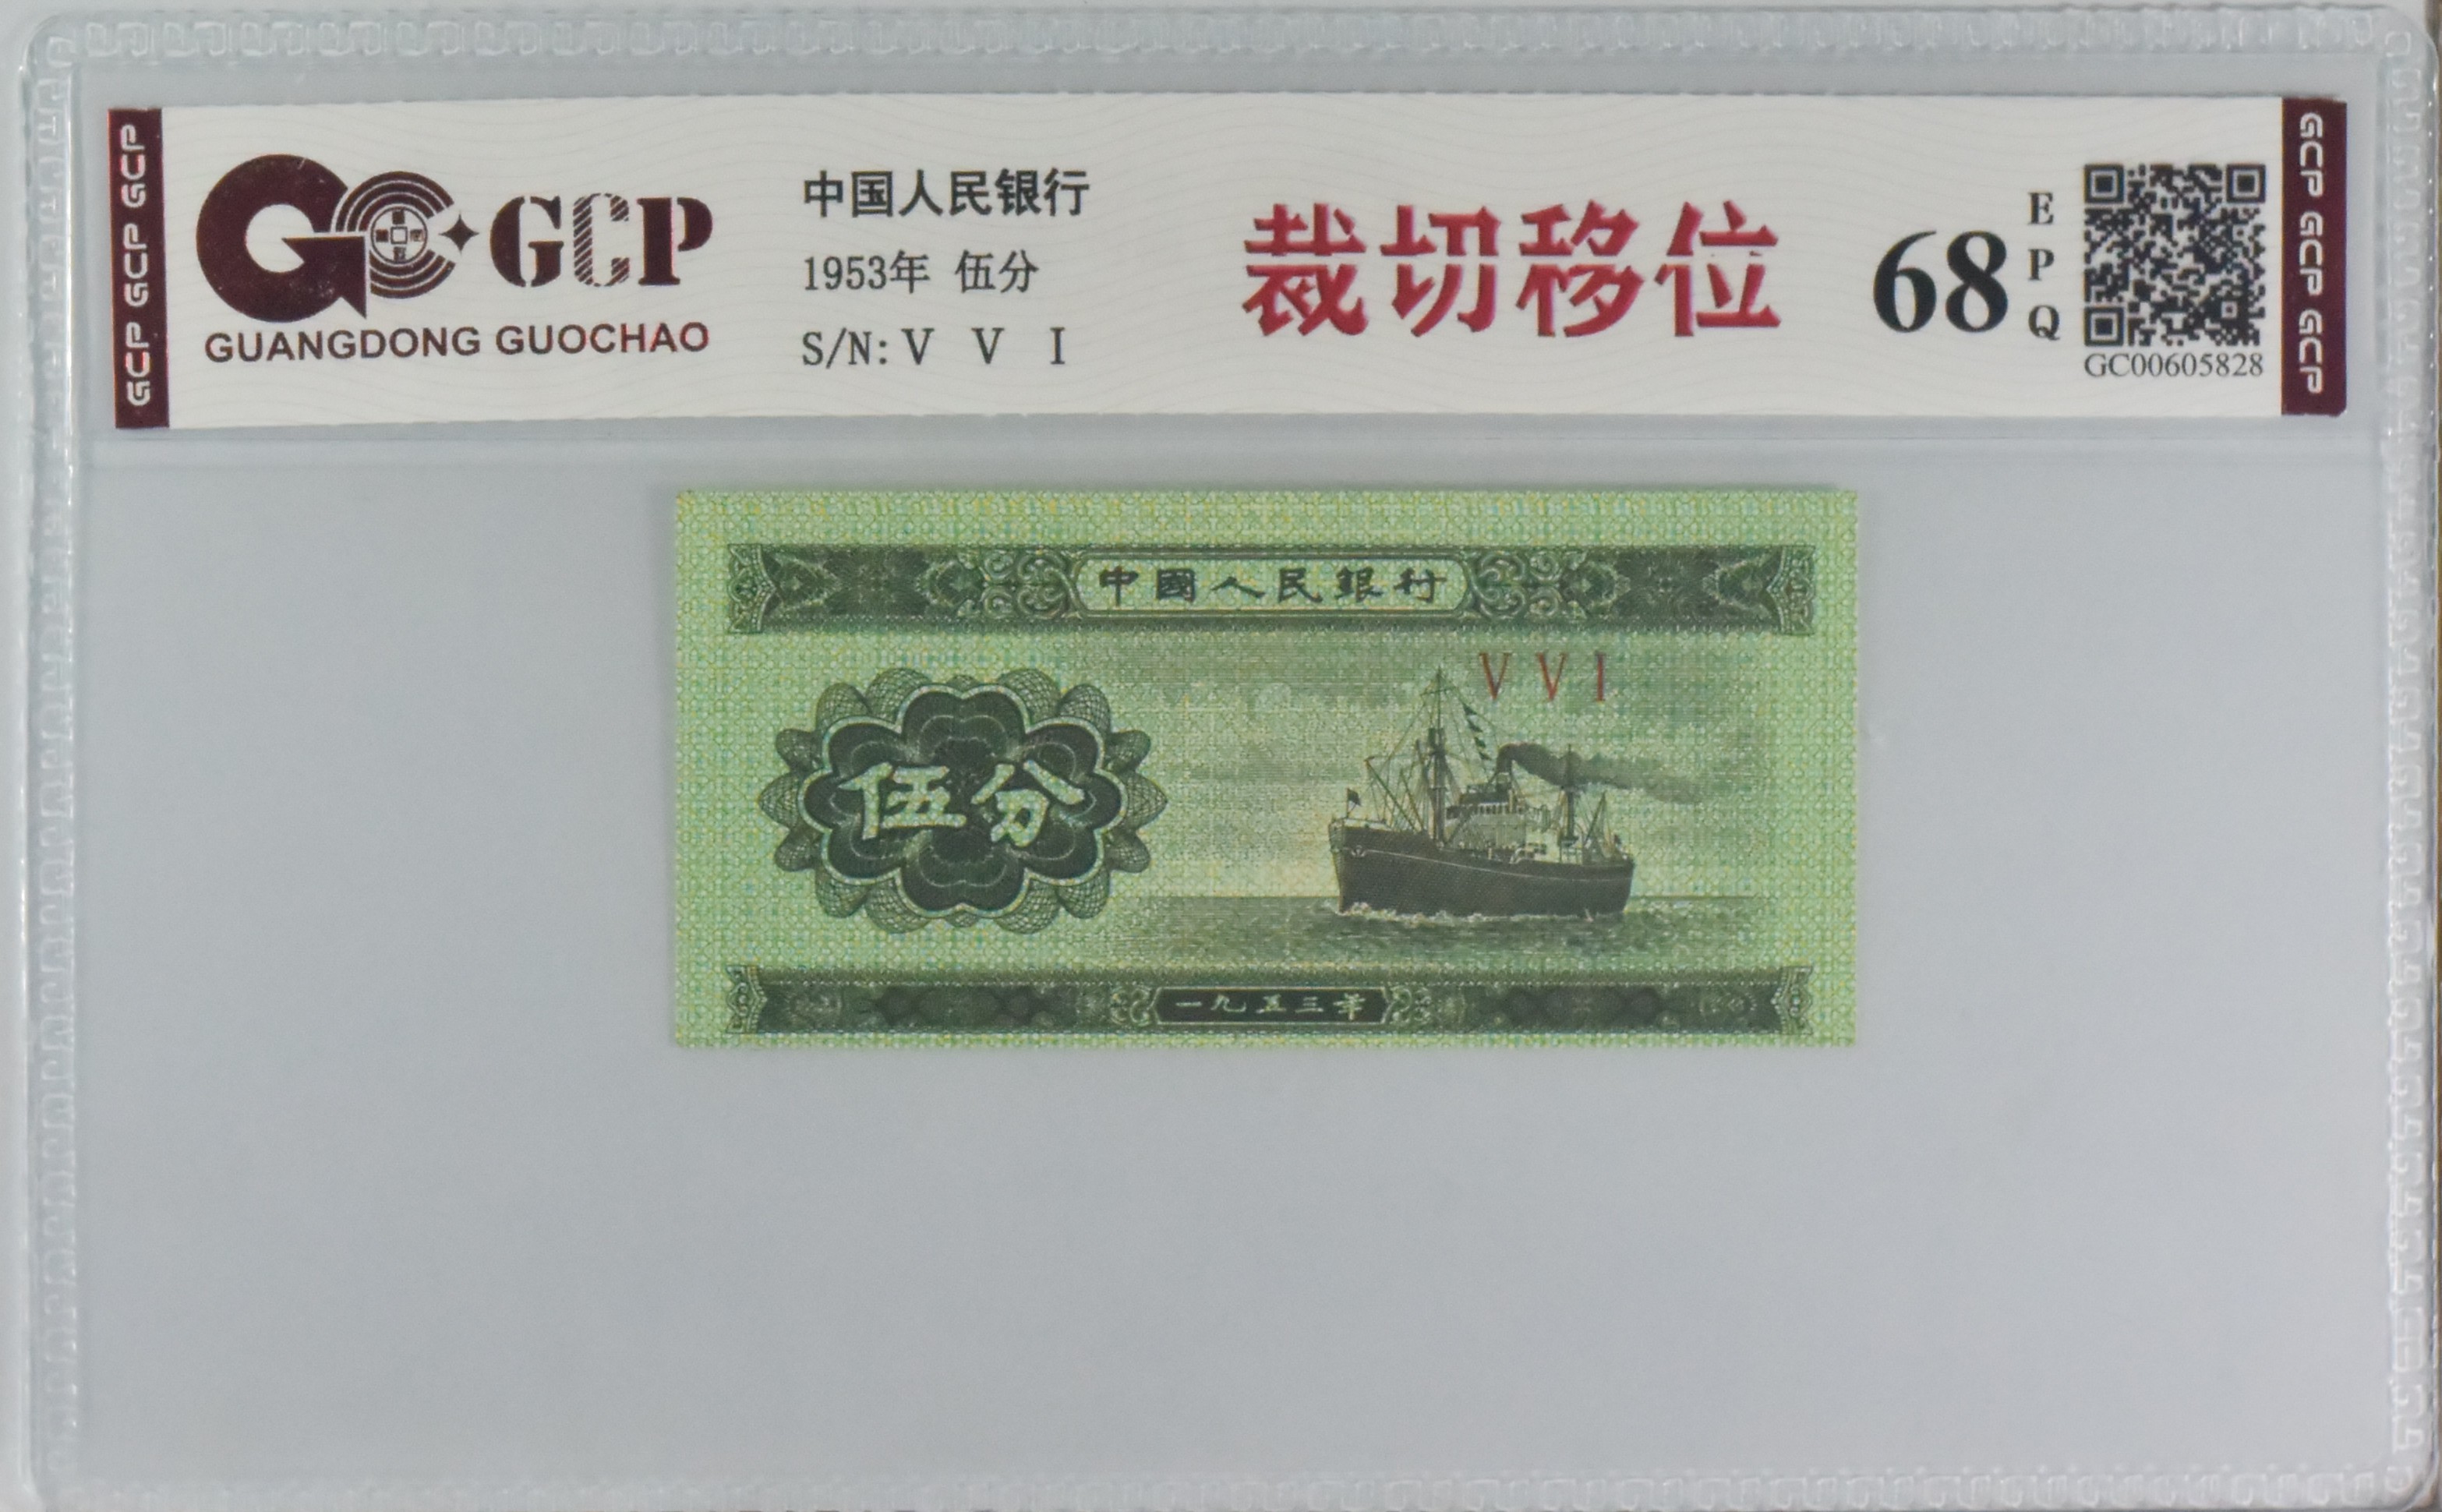 GCP GCP GCP
GCP
GUANGDONG GUOCHAO
中国人民银行
1953年 伍分
S/N: V V I
裁切移位
68
E
P
Q
GC00605828
GCP GCP GCP
中國人民銀行
V V I
伍分
一九五三年